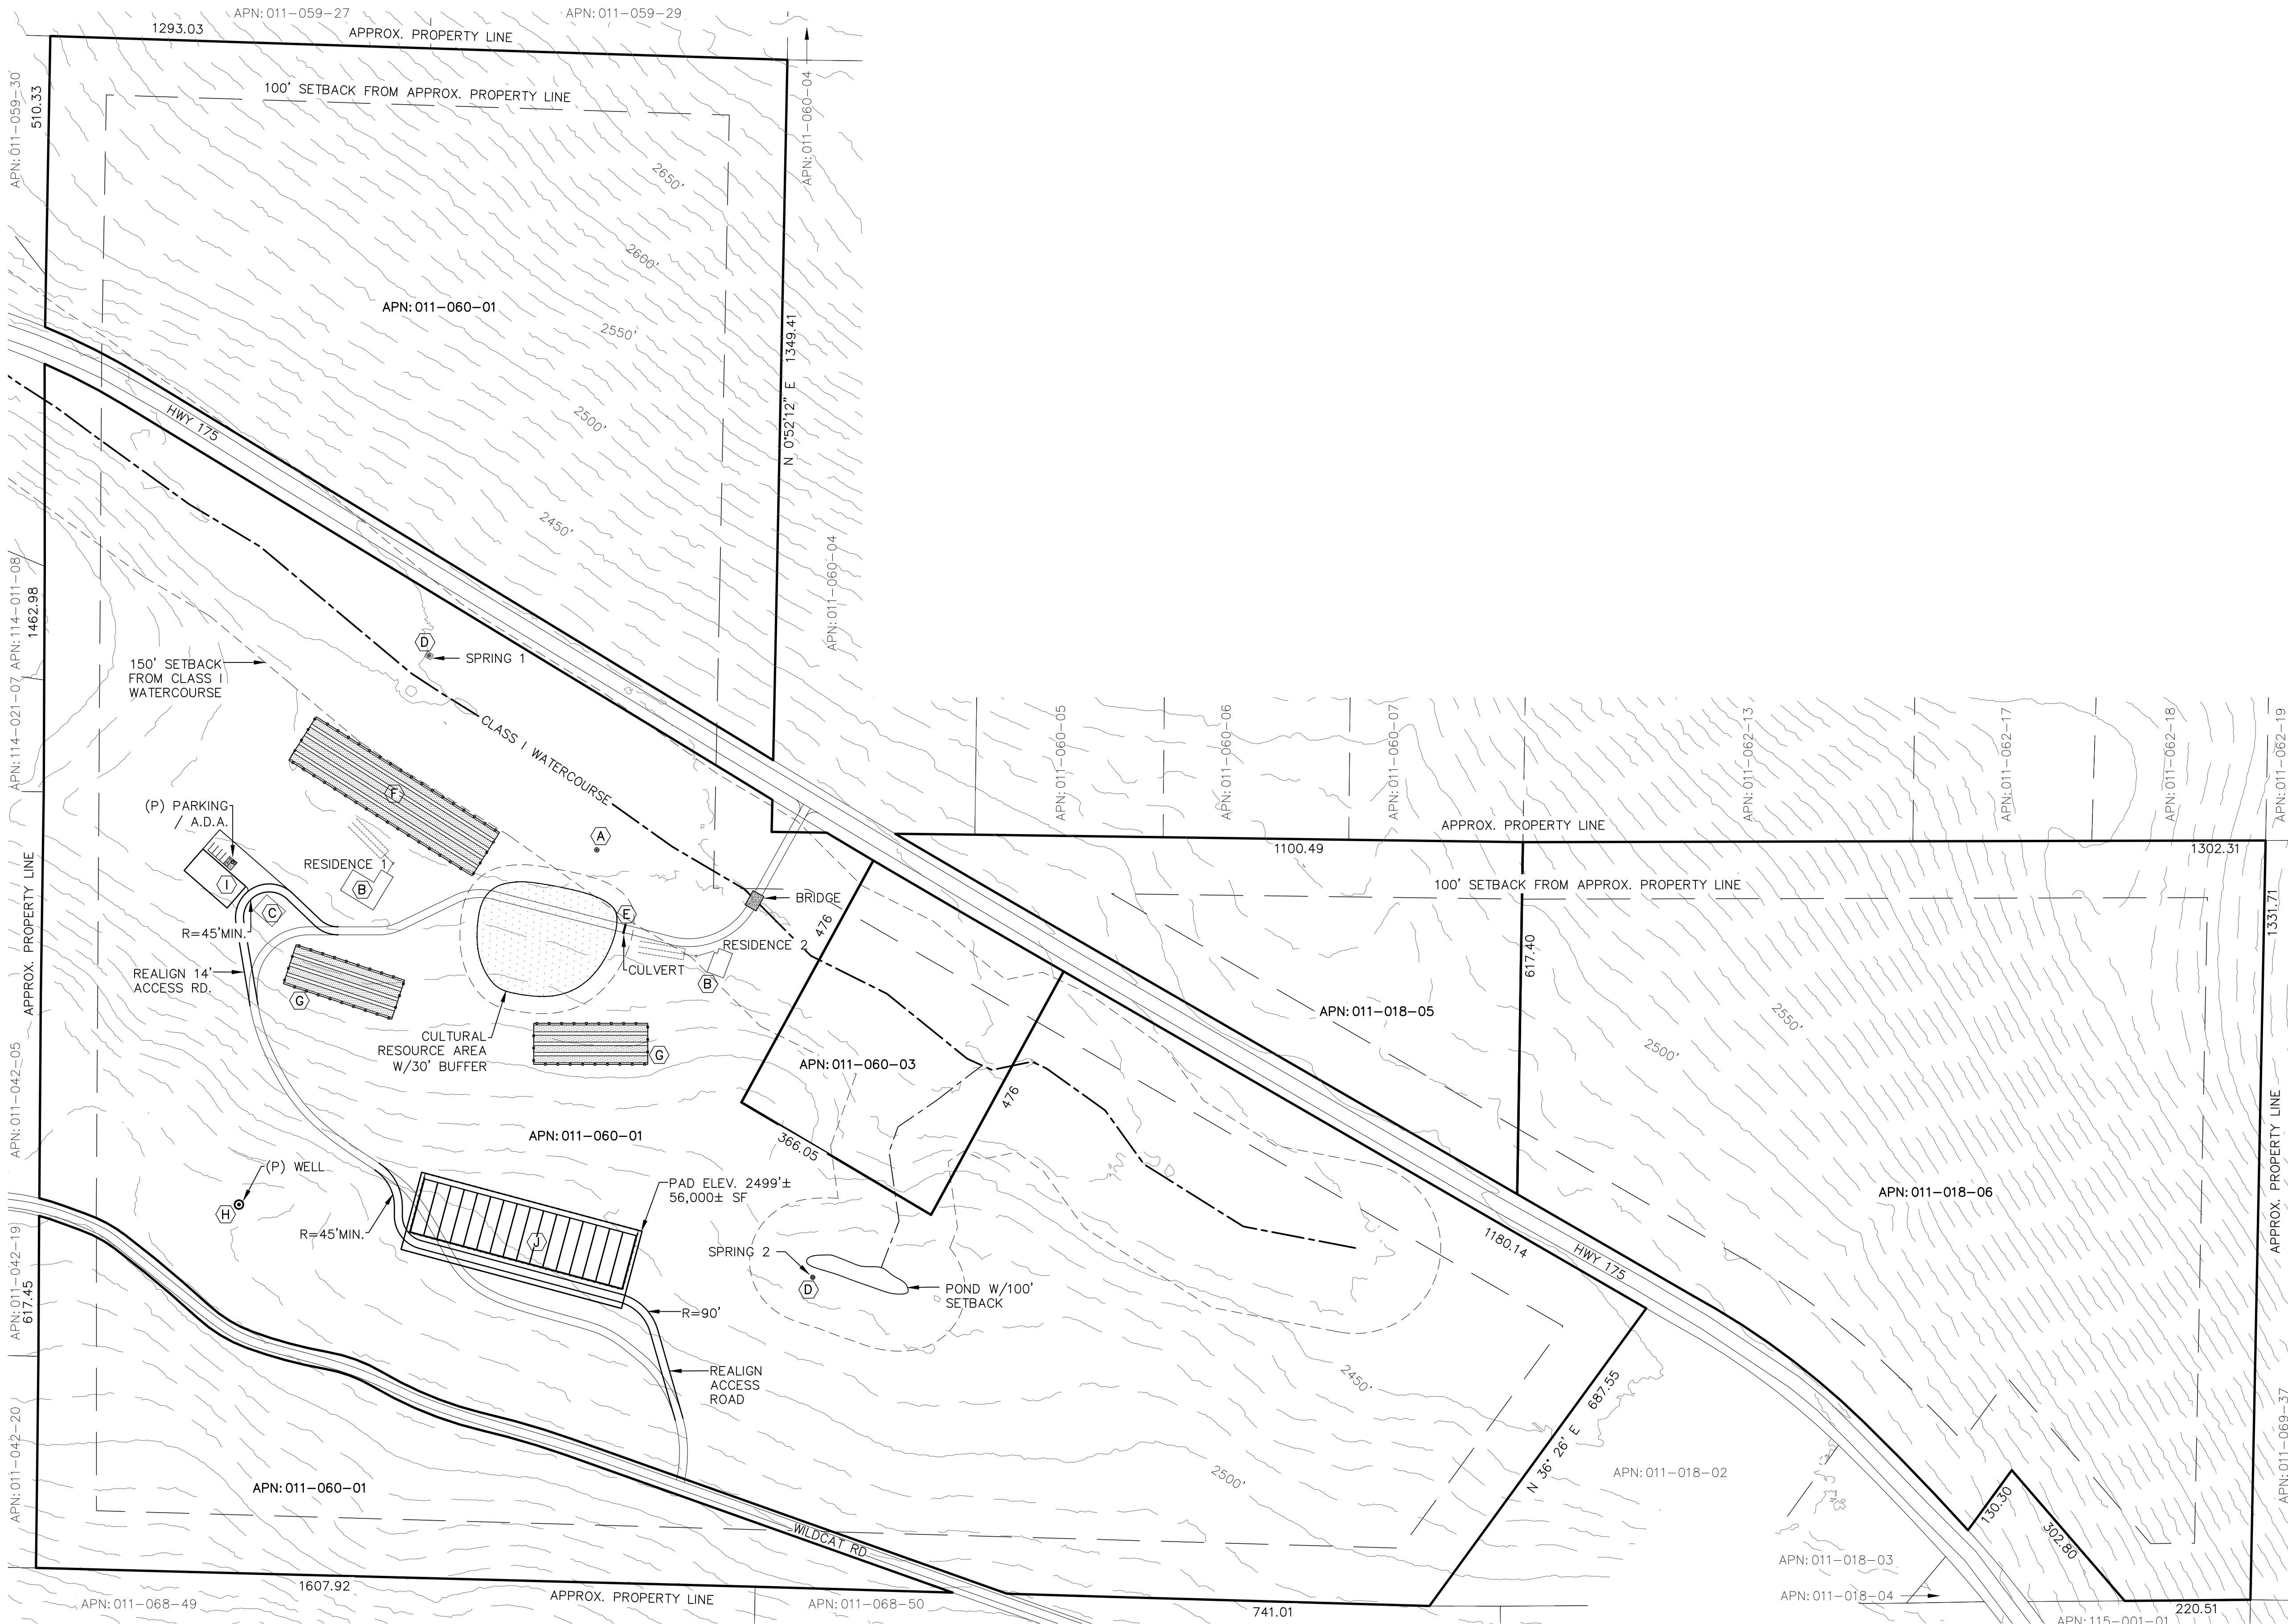 APN: 011-059-27
APN: 011-059-29
1293.03
APPROX. PROPERTY LINE
APN: 011-059-30
510.33
100' SETBACK FROM APPROX. PROPERTY LINE
APN: 011-060-04
2650'
2600'
APN: 011-060-01
2550'
N 0°52'12" E 1349.41
HWY 175
2500'
2450'
APN: 011-060-04
APN: 114-011-08
1462.98
D
SPRING 1
150' SETBACK
FROM CLASS I
WATERCOURSE
APN: 114-021-07
CLASS I WATERCOURSE
F
(P) PARKING
/ A.D.A.
A
RESIDENCE 1
B
I
C
R=45'MIN.
E
BRIDGE
RESIDENCE 2
CULVERT
B
476
REALIGN 14'
ACCESS RD.
APPROX. PROPERTY LINE
G
CULTURAL
RESOURCE AREA
W/30' BUFFER
G
APN: 011-060-03
476
366.05
APN: 011-042-05
APN: 011-060-01
(P) WELL
H
PAD ELEV. 2499'±
56,000± SF
R=45'MIN.
J
SPRING 2
D
POND W/100'
SETBACK
R=90'
REALIGN
ACCESS
ROAD
APN: 011-042-19
617.45
APN: 011-042-20
APN: 011-060-01
WILDCAT RD
1607.92
APPROX. PROPERTY LINE
APN: 011-068-49
APN: 011-068-50
741.01
APN: 011-060-05
APN: 011-060-06
APN: 011-060-07
APN: 011-062-13
APN: 011-062-17
APN: 011-062-18
APN: 011-062-19
APPROX. PROPERTY LINE
1100.49
1302.31
100' SETBACK FROM APPROX. PROPERTY LINE
617.40
1331.71
APN: 011-018-05
2550'
2500'
APN: 011-018-06
APPROX. PROPERTY LINE
1180.14
HWY 175
2450'
687.55
N 36° 26' E
2500'
APN: 011-018-02
130.30
302.80
APN: 011-069-37
APN: 011-018-03
APN: 011-018-04
220.51
APN: 115-001-01